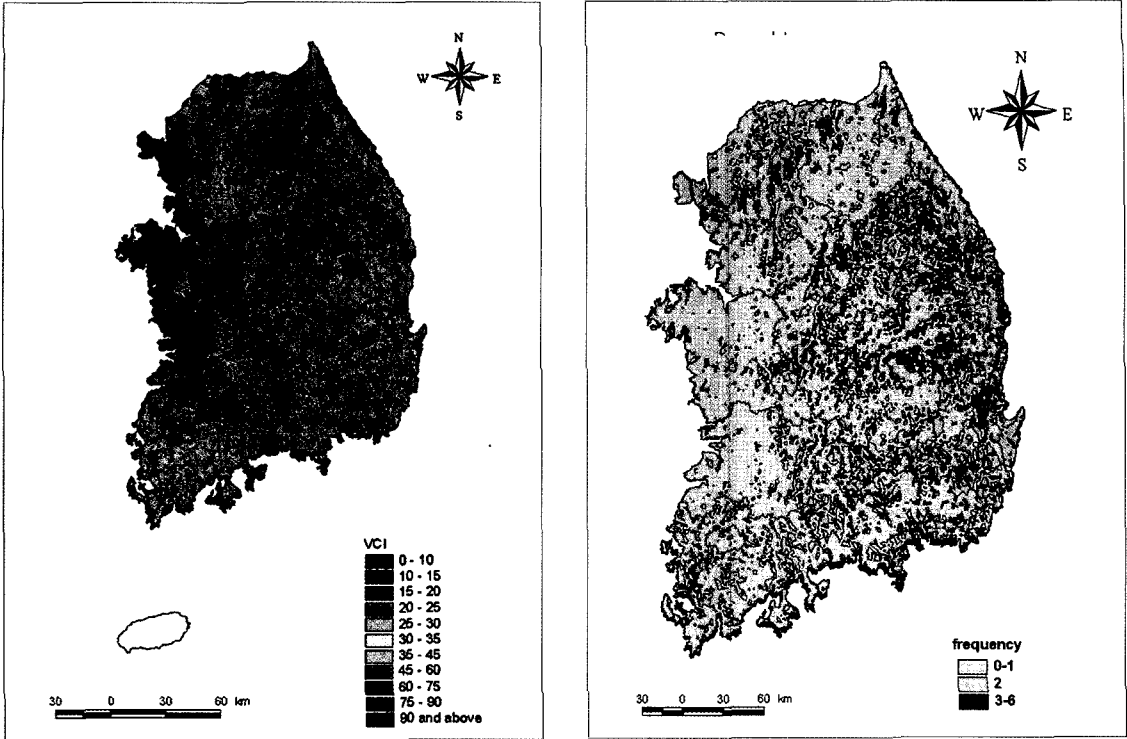 N
W E
S
VCI
0 - 10
10 - 15
15 - 20
20 - 25
25 - 30
30 - 35
35 - 45
45 - 60
60 - 75
75 - 90
90 and above
30 0 30 60 km
N
W E
S
frequency
0-1
2
3-6
30 0 30 60 km